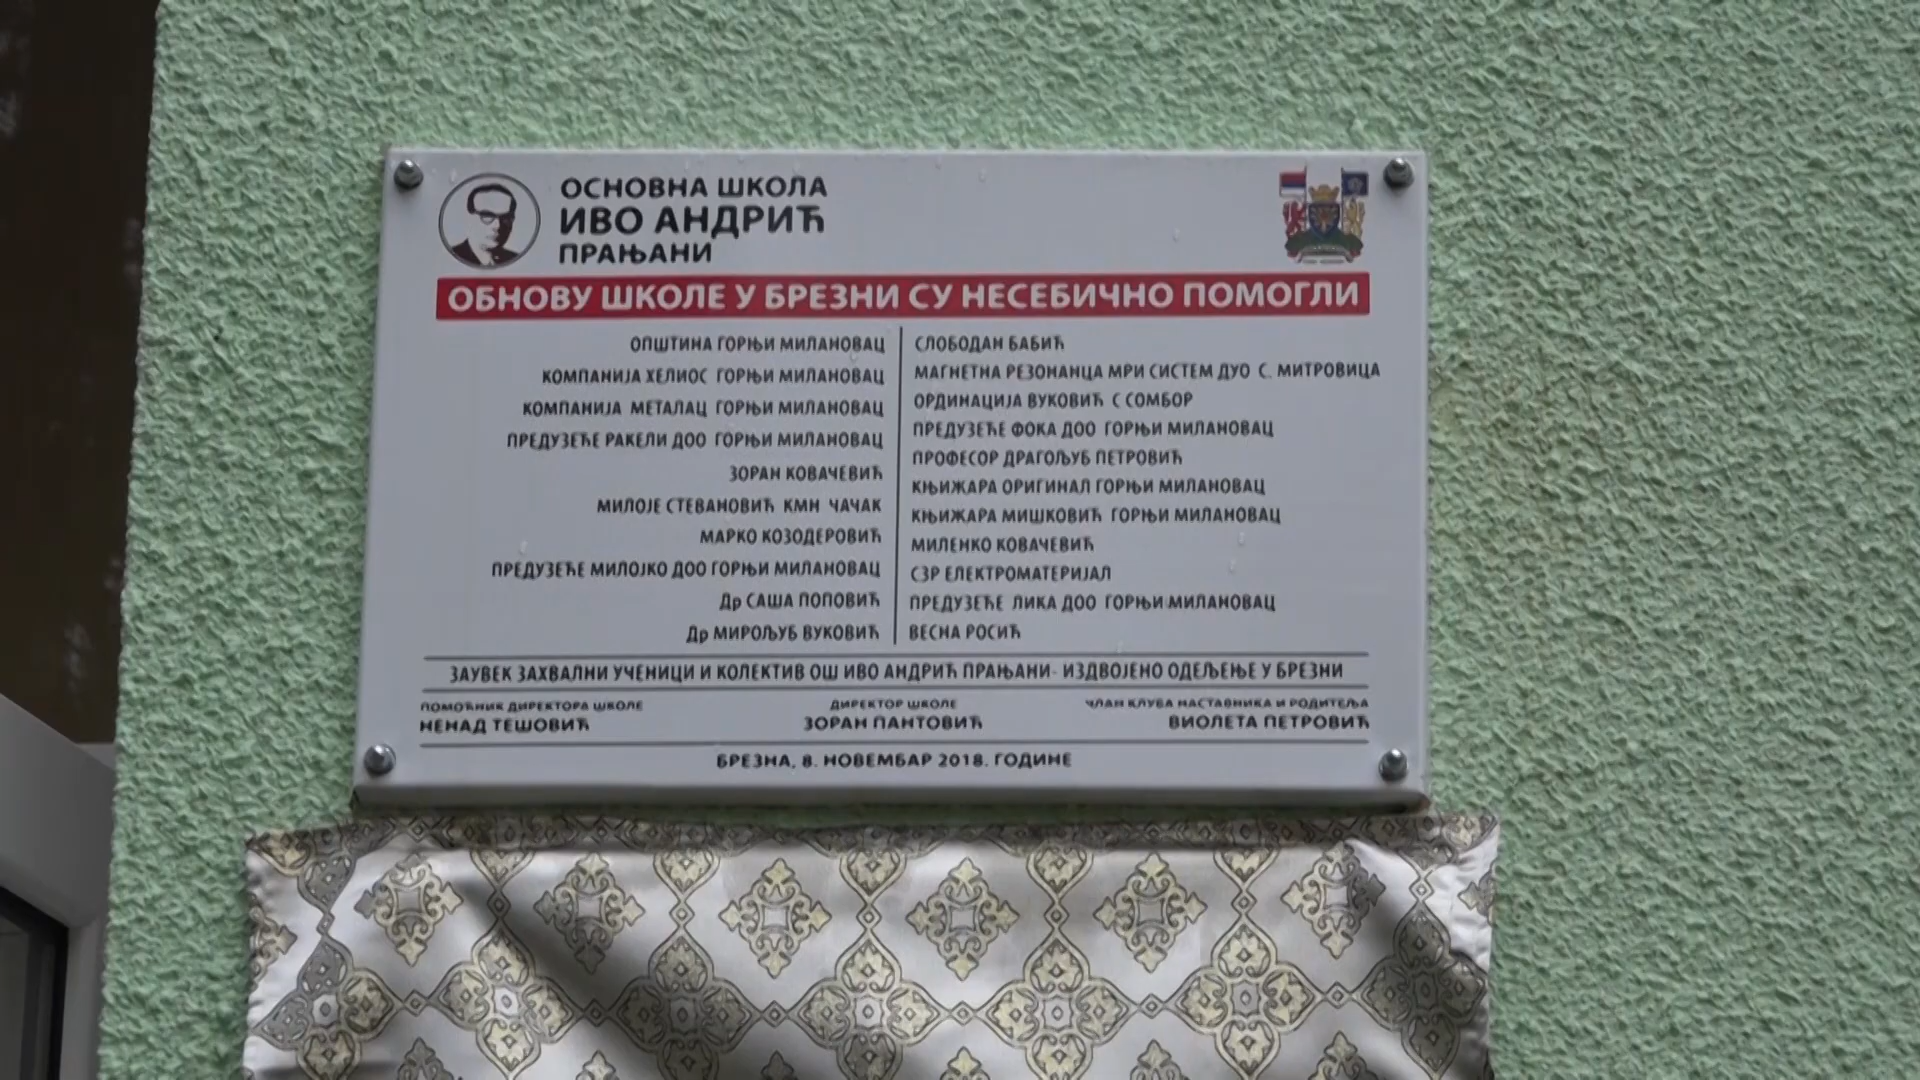 ОСНОВНА ШКОЛА
ИВО АНДРИЋ
ПРАЊАНИ
ОБНОВУ ШКОЛЕ У БРЕЗНИ СУ НЕСЕБИЧНО ПОМОГЛИ
ОПШТИНА ГОРЊИ МИЛАНОВАЦ
КОМПАНИЈА ХЕЛИОС ГОРЊИ МИЛАНОВАЦ
КОМПАНИЈА МЕТАЛАЦ ГОРЊИ МИЛАНОВАЦ
ПРЕДУЗЕЋЕ РАКЕЛИ ДОО ГОРЊИ МИЛАНОВАЦ
ЗОРАН КОВАЧЕВИЋ
МИЛОЈЕ СТЕВАНОВИЋ КМН ЧАЧАК
МАРКО КОЗОДЕРОВИЋ
ПРЕДУЗЕЋЕ МИЛОЈКО ДОО ГОРЊИ МИЛАНОВАЦ
Др САША ПОПОВИЋ
Др МИРОЉУБ ВУКОВИЋ
СЛОБОДАН БАБИЋ
МАГНЕТНА РЕЗОНАНЦА МРИ СИСТЕМ ДУО С. МИТРОВИЦА
ОРДИНАЦИЈА ВУКОВИЋ С СОМБОР
ПРЕДУЗЕЋЕ ФОКА ДОО ГОРЊИ МИЛАНОВАЦ
ПРОФЕСОР ДРАГОЉУБ ПЕТРОВИЋ
КЊИЖАРА ОРИГИНАЛ ГОРЊИ МИЛАНОВАЦ
КЊИЖАРА МИШКОВИЋ ГОРЊИ МИЛАНОВАЦ
МИЛЕНКО КОВАЧЕВИЋ
СЗР ЕЛЕКТРОМАТЕРИЈАЛ
ПРЕДУЗЕЋЕ ЛИКА ДОО ГОРЊИ МИЛАНОВАЦ
ВЕСНА РОСИЋ
ЗАУВЕК ЗАХВАЛНИ УЧЕНИЦИ И КОЛЕКТИВ ОШ ИВО АНДРИЋ ПРАЊАНИ- ИЗДВОЈЕНО ОДЕЉЕЊЕ У БРЕЗНИ
ПОМОЋНИК ДИРЕКТОРА ШКОЛЕ
НЕНАД ТЕШОВИЋ
ДИРЕКТОР ШКОЛЕ
ЗОРАН ПАНТОВИЋ
ЧЛАН КЛУБА НАСТАВНИКА И РОДИТЕЉА
ВИОЛЕТА ПЕТРОВИЋ
БРЕЗНА, 8. НОВЕМБАР 2018. ГОДИНЕ